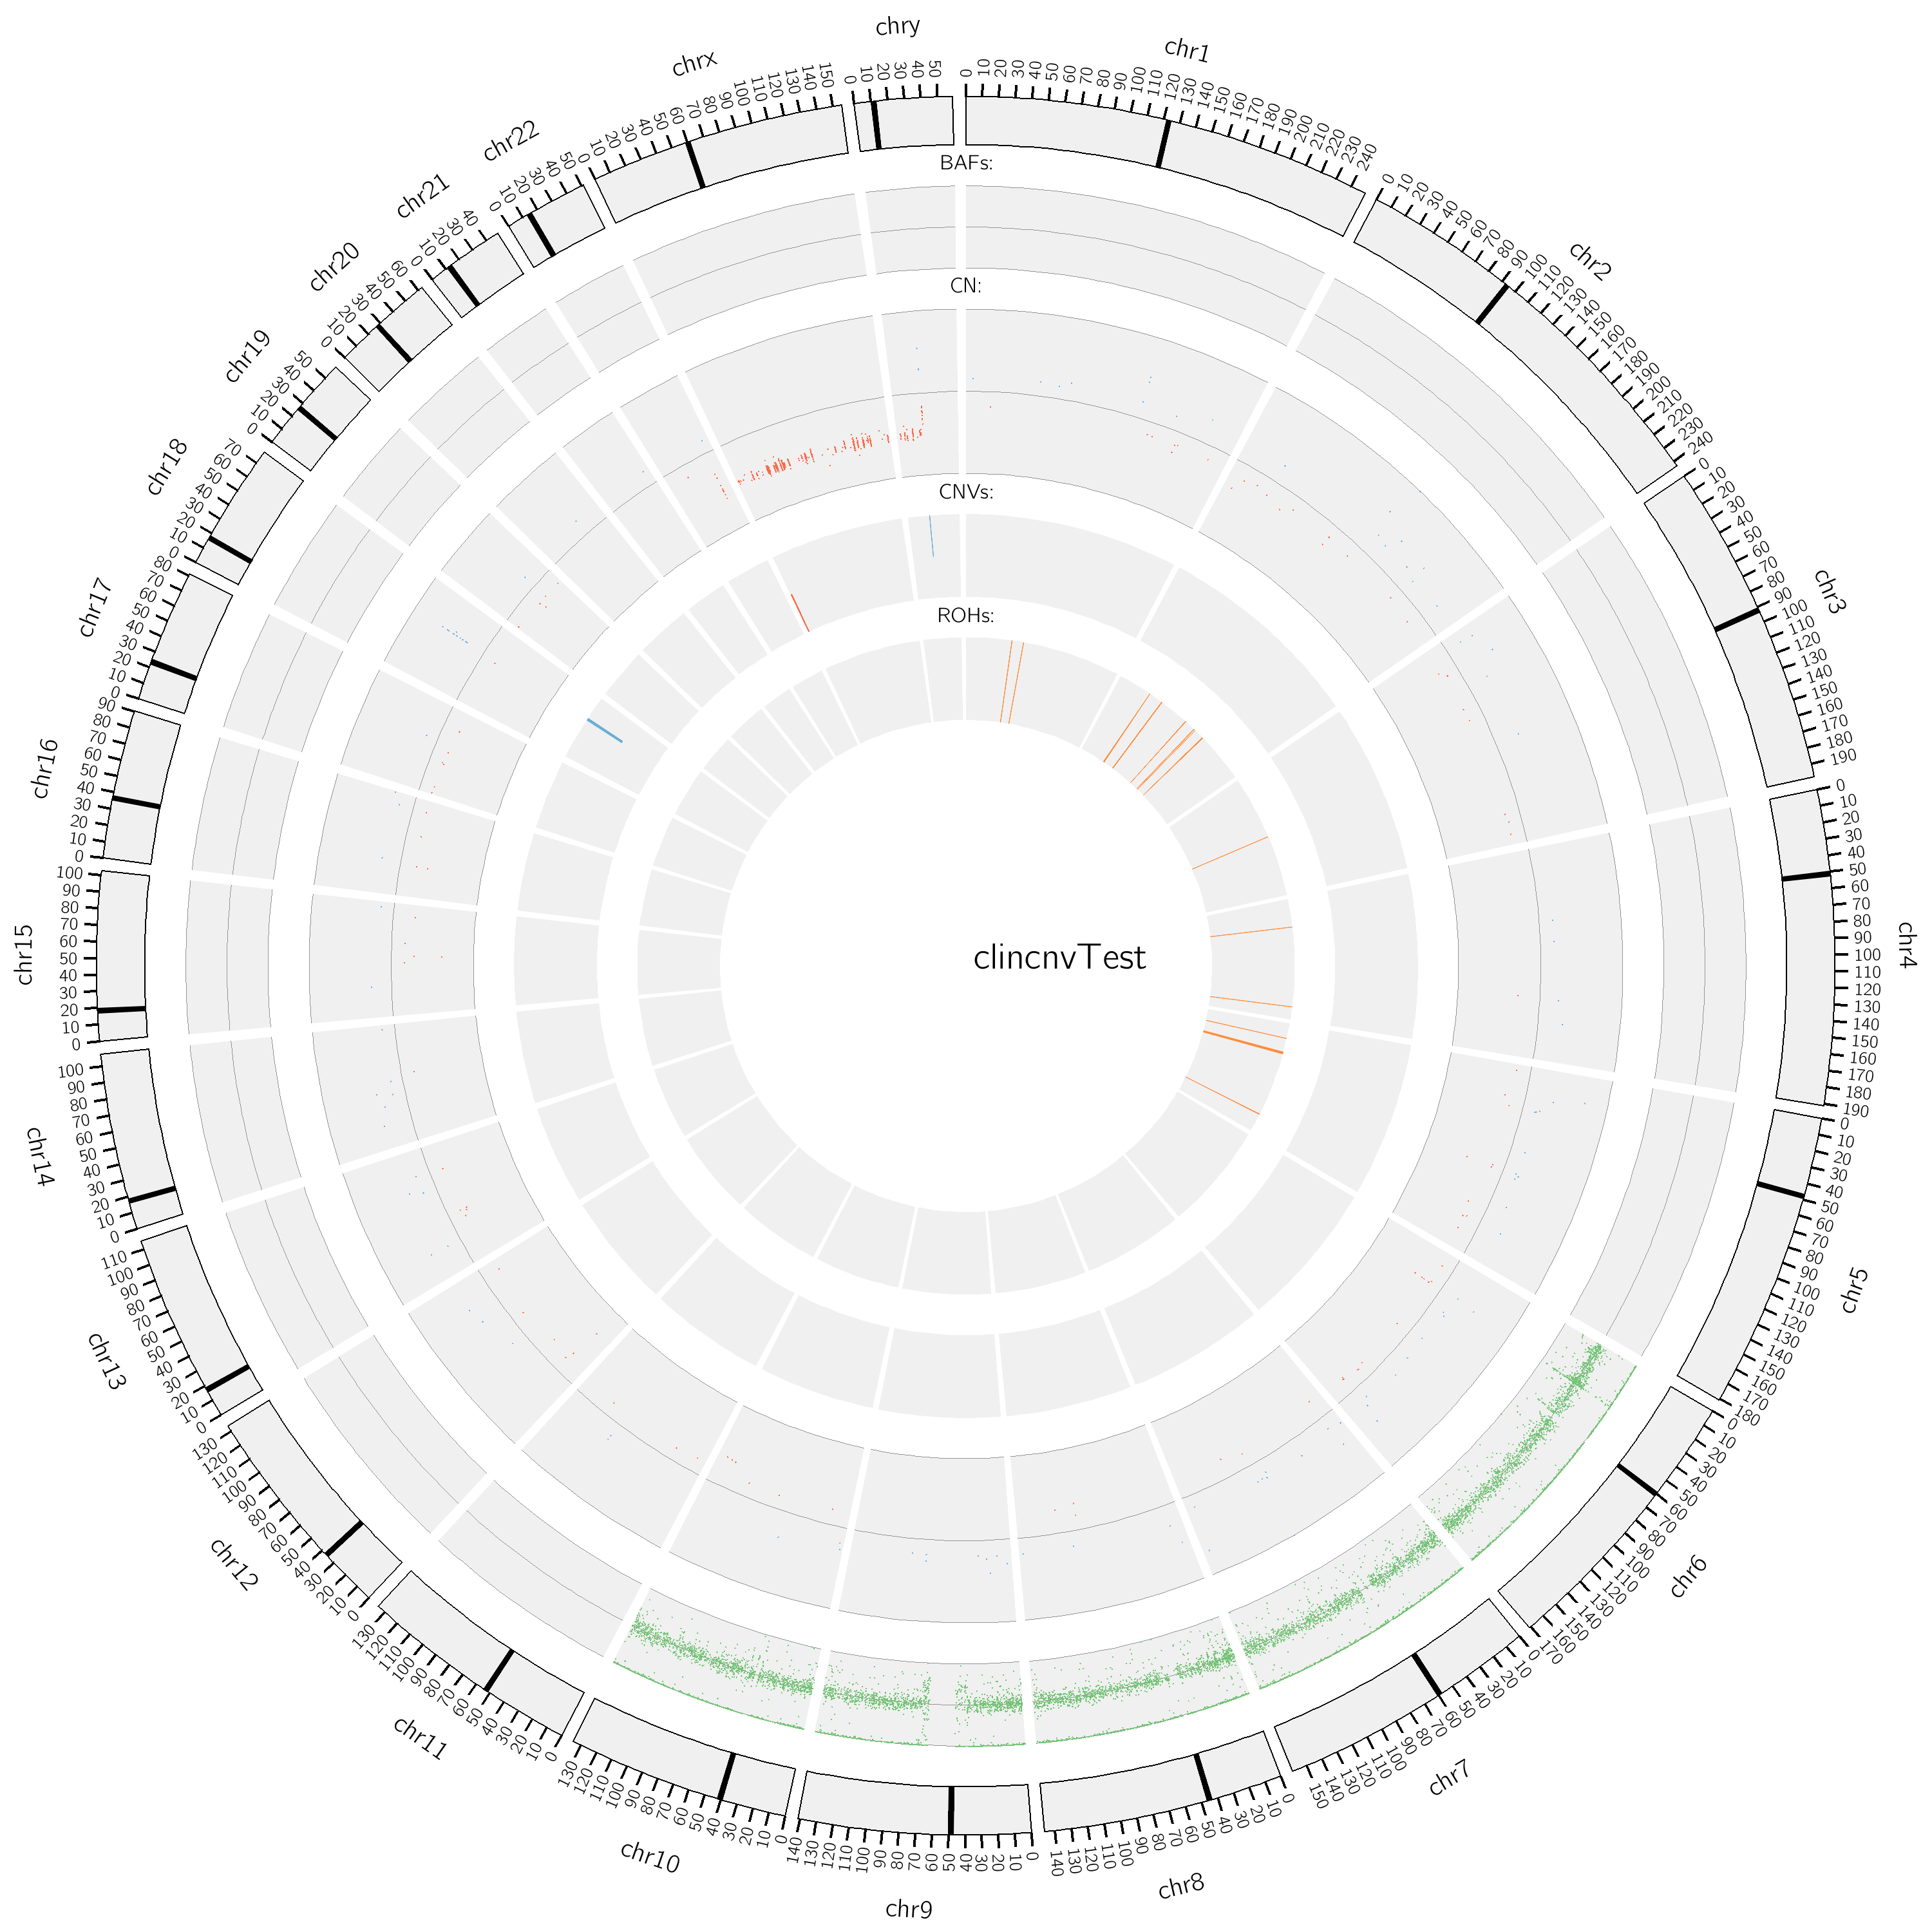 chr1
0 10 20 30 40 50 60 70 80 90 100 110 120 130 140 150 160 170 180 190 200 210 220 230 240
chr2
0 10 20 30 40 50 60 70 80 90 100 110 120 130 140 150 160 170 180 190 200 210 220 230 240
chr3
0 10 20 30 40 50 60 70 80 90 100 110 120 130 140 150 160 170 180 190
chr4
0 10 20 30 40 50 60 70 80 90 100 110 120 130 140 150 160 170 180 190
chr5
0 10 20 30 40 50 60 70 80 90 100 110 120 130 140 150 160 170 180
chr6
0 10 20 30 40 50 60 70 80 90 100 110 120 130 140 150 160 170
chr7
0 10 20 30 40 50 60 70 80 90 100 110 120 130 140 150
chr8
0 10 20 30 40 50 60 70 80 90 100 110 120 130 140
chr9
0 10 20 30 40 50 60 70 80 90 100 110 120 130 140
chr10
0 10 20 30 40 50 60 70 80 90 100 110 120 130
chr11
0 10 20 30 40 50 60 70 80 90 100 110 120 130
chr12
0 10 20 30 40 50 60 70 80 90 100 110 120 130
chr13
0 10 20 30 40 50 60 70 80 90 100 110
chr14
0 10 20 30 40 50 60 70 80 90 100
chr15
0 10 20 30 40 50 60 70 80 90 100
chr16
0 10 20 30 40 50 60 70 80 90
chr17
0 10 20 30 40 50 60 70 80
chr18
0 10 20 30 40 50 60 70
chr19
0 10 20 30 40 50
chr20
0 10 20 30 40 50 60
chr21
0 10 20 30 40
chr22
0 10 20 30 40 50
chrx
0 10 20 30 40 50 60 70 80 90 100 110 120 130 140 150
chry
0 10 20 30 40 50
BAFs:
CN:
CNVs:
ROHs:
clincnvTest